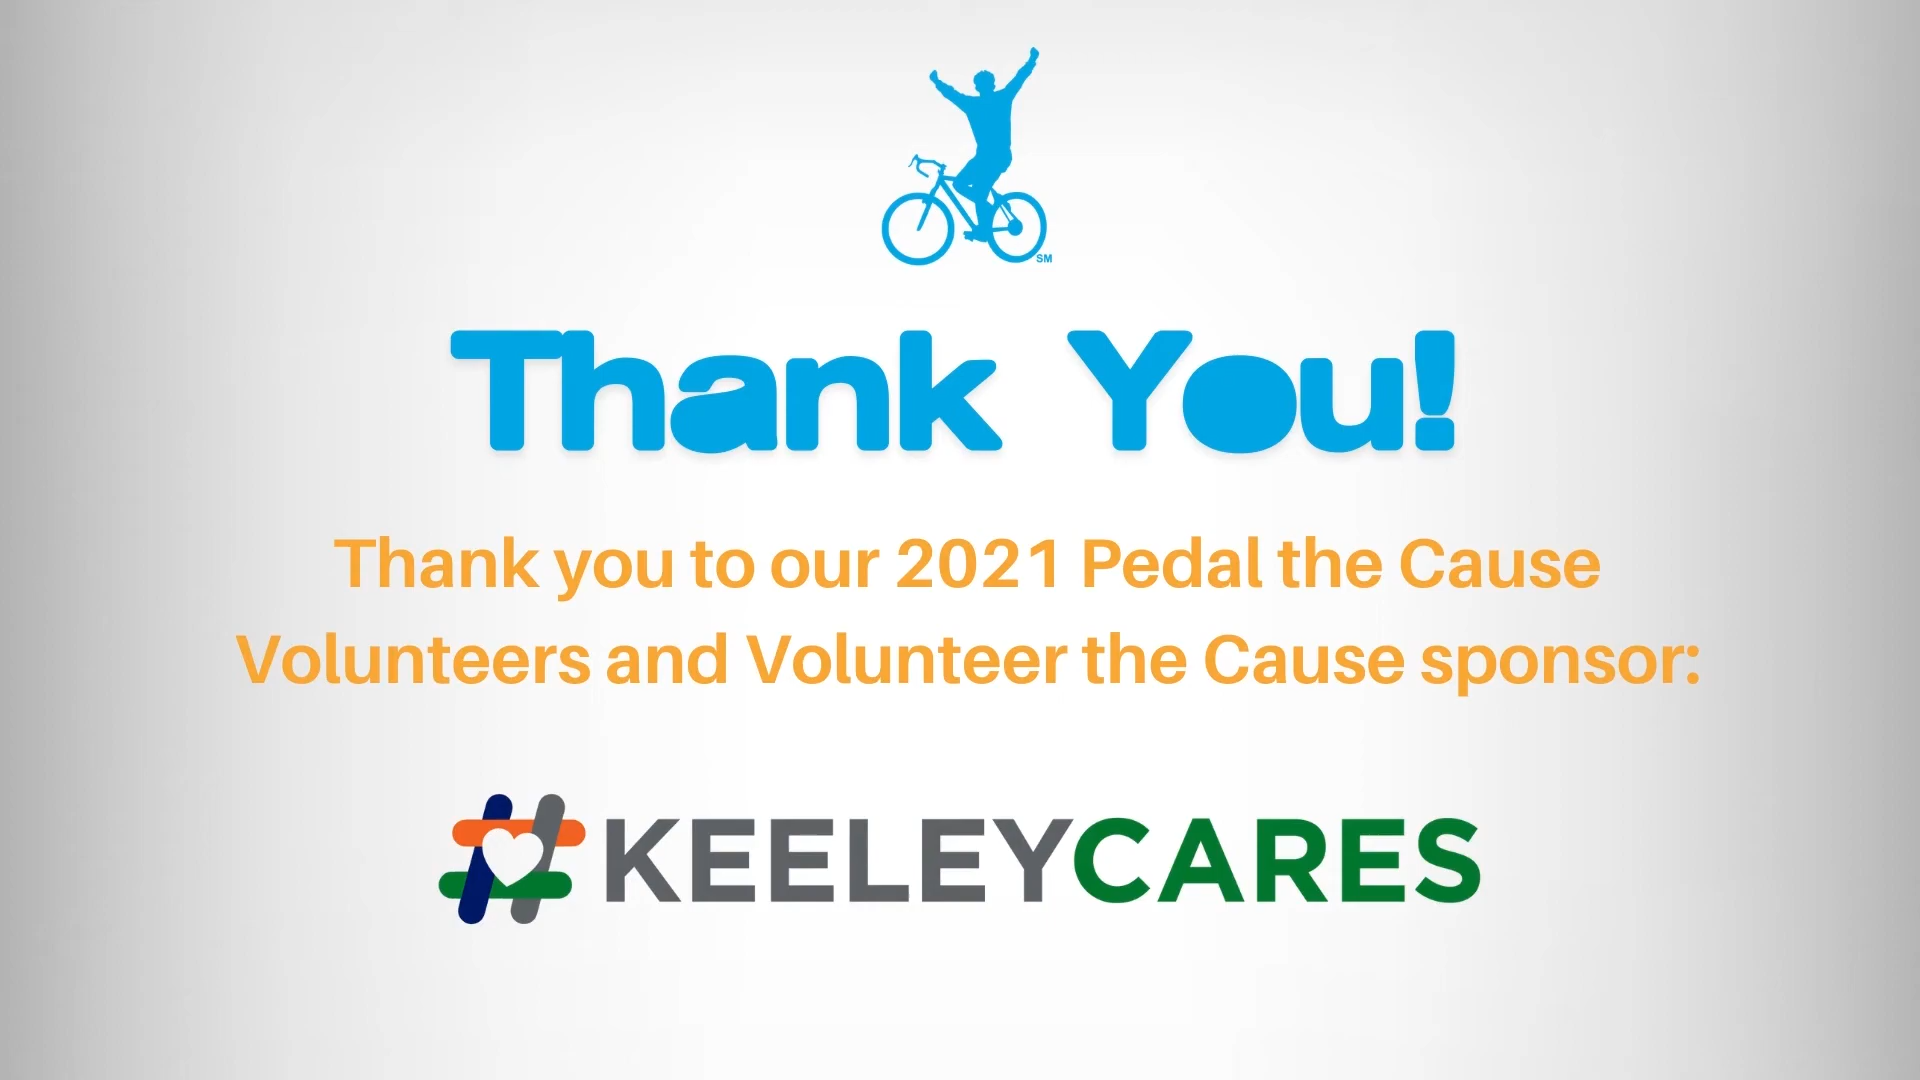 SM
Thank You!
Thank you to our 2021 Pedal the Cause
Volunteers and Volunteer the Cause sponsor:
#KEELEYCARES